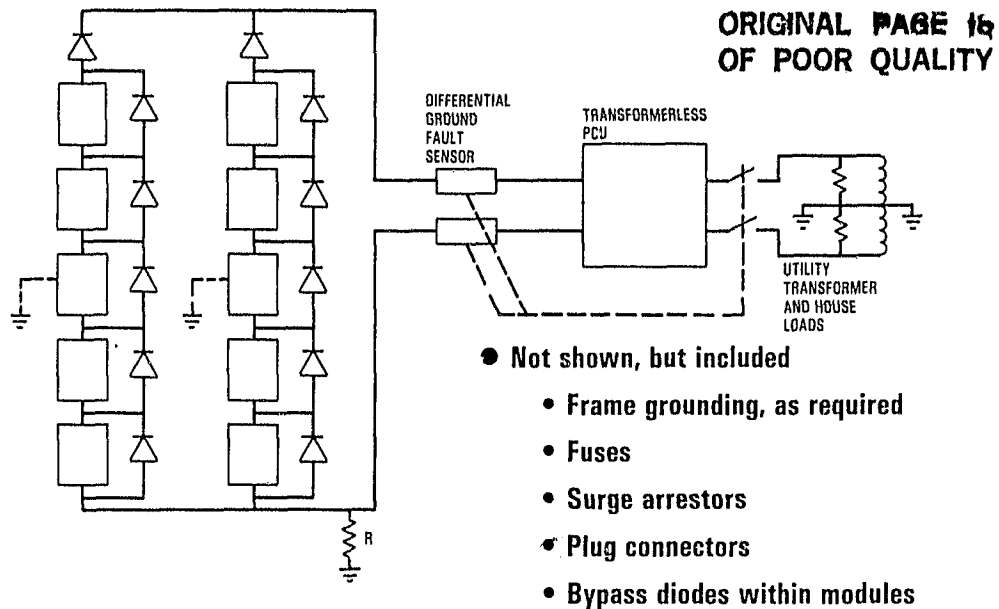 ORIGINAL PAGE IS
OF POOR QUALITY
DIFFERENTIAL
GROUND
FAULT
SENSOR
TRANSFORMERLESS
PCU
UTILITY
TRANSFORMER
AND HOUSE
LOADS
R
• Not shown, but included
• Frame grounding, as required
• Fuses
• Surge arrestors
• Plug connectors
• Bypass diodes within modules